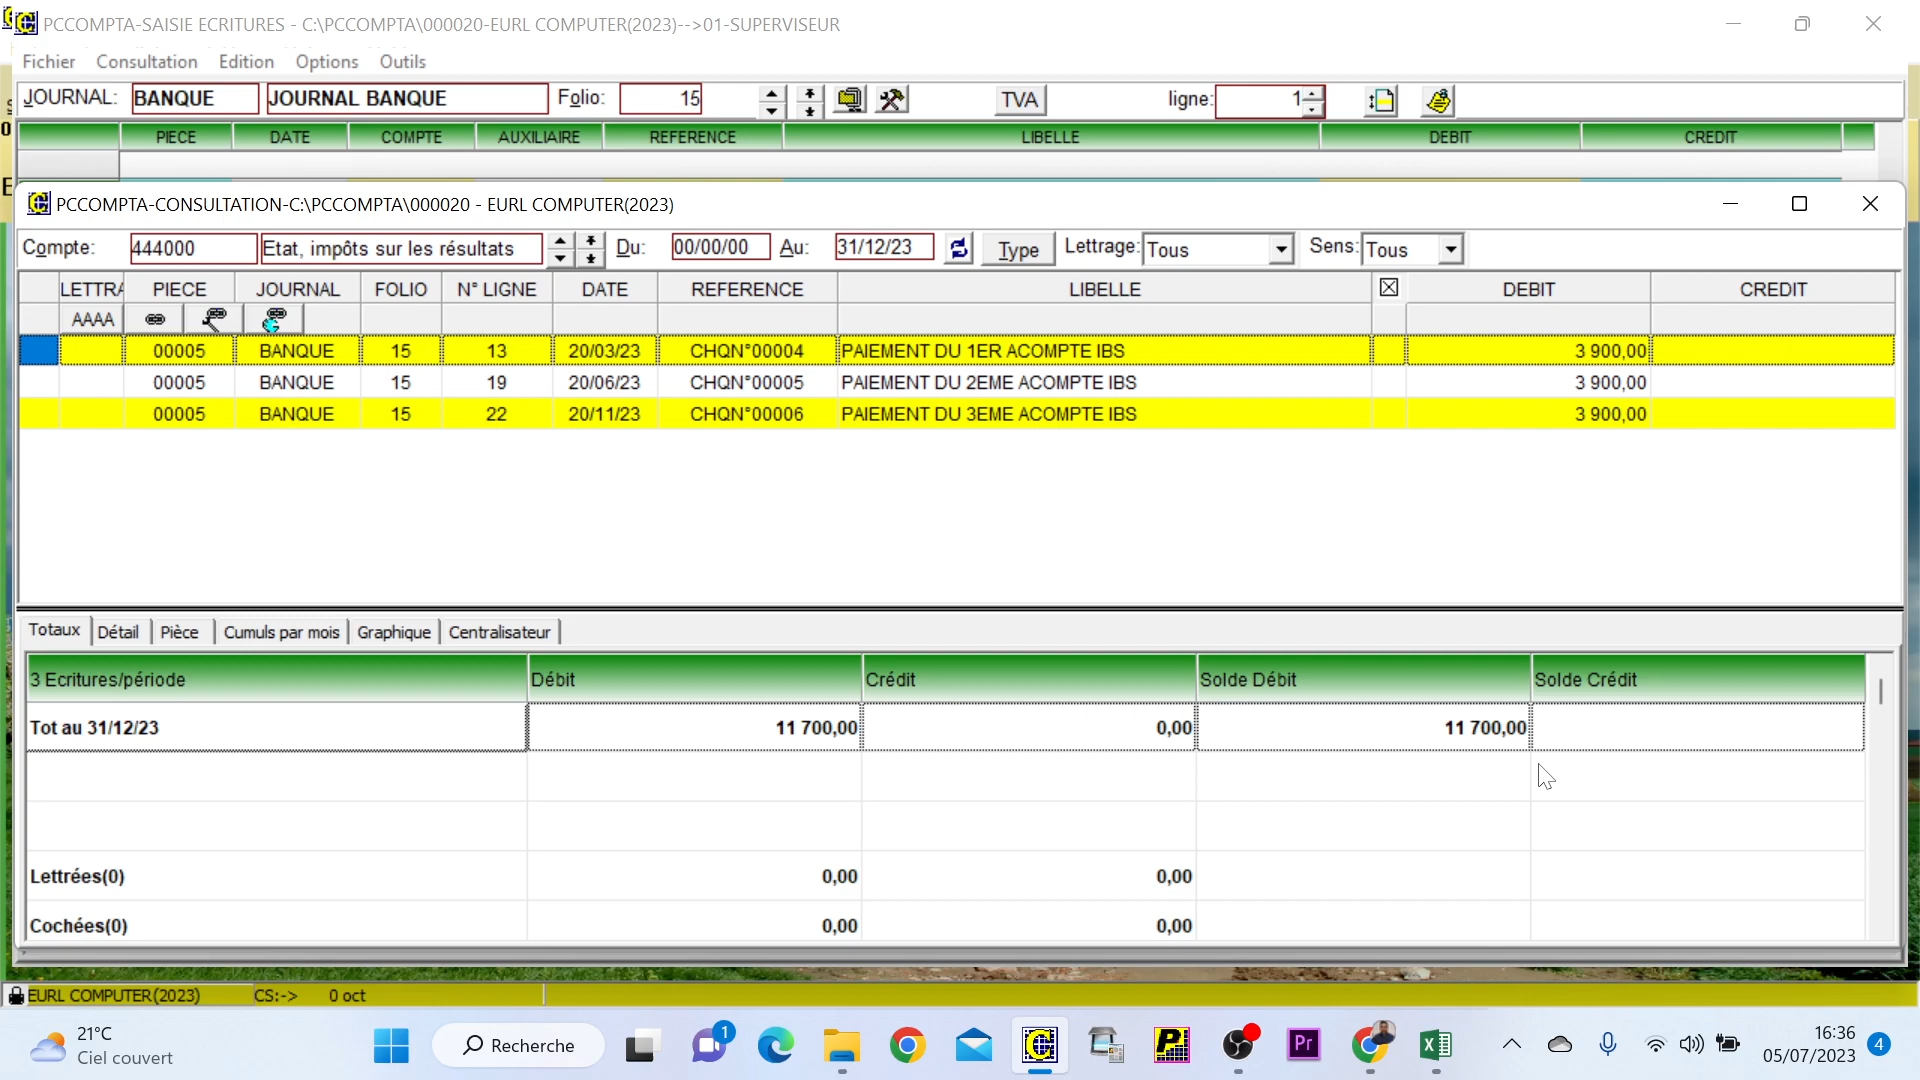 PCCOMPTA-SAISIE ECRITURES - C:\PCCOMPTA\000020-EURL COMPUTER(2023)-->01-SUPERVISEUR
Fichier Consultation Edition Options Outils
JOURNAL: BANQUE JOURNAL BANQUE Folio: 15 TVA ligne: 1
PIECE DATE COMPTE AUXILIAIRE REFERENCE LIBELLE DEBIT CREDIT
PCCOMPTA-CONSULTATION-C:\PCCOMPTA\000020 - EURL COMPUTER(2023)
Compte: 444000 Etat, impôts sur les résultats Du: 00/00/00 Au: 31/12/23 Type Lettrage: Tous Sens: Tous
LETTRA PIECE JOURNAL FOLIO N° LIGNE DATE REFERENCE LIBELLE DEBIT CREDIT
AAAA
00005 BANQUE 15 13 20/03/23 CHQN°00004 PAIEMENT DU 1ER ACOMPTE IBS 3 900,00
00005 BANQUE 15 19 20/06/23 CHQN°00005 PAIEMENT DU 2EME ACOMPTE IBS 3 900,00
00005 BANQUE 15 22 20/11/23 CHQN°00006 PAIEMENT DU 3EME ACOMPTE IBS 3 900,00
Totaux Détail Pièce Cumuls par mois Graphique Centralisateur
3 Ecritures/période Débit Crédit Solde Débit Solde Crédit
Tot au 31/12/23 11 700,00 0,00 11 700,00
Lettrées(0) 0,00 0,00
Cochées(0) 0,00 0,00
EURL COMPUTER(2023) CS:-> 0 oct
21°C
Ciel couvert
Recherche
1
Pr
16:36
05/07/2023
4